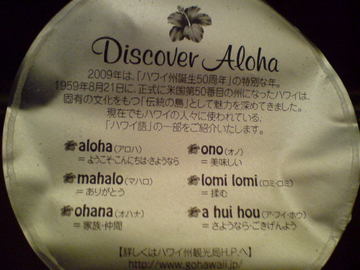 Discover Aloha
2009年は、「ハワイ州誕生50周年」の特別な年。
1959年8月21日に、正式に米国第50番目の州になったハワイは、
固有の文化をもつ「伝統の島」として魅力を深めてきました。
現在でもハワイの人々に使われている、
「ハワイ語」の一部をご紹介いたします。
aloha(アロハ)
=ようこそ・こんにちは・さようなら
mahalo(マハロ)
=ありがとう
ohana(オハナ)
=家族・仲間
ono(オノ)
=美味しい
lomi lomi(ロミ・ロミ)
=揉む
a hui hou(ア・フイ・ホウ)
=さようなら・ごきげんよう
【詳しくはハワイ州観光局H.P.へ】
http://www.gohawaii.jp/